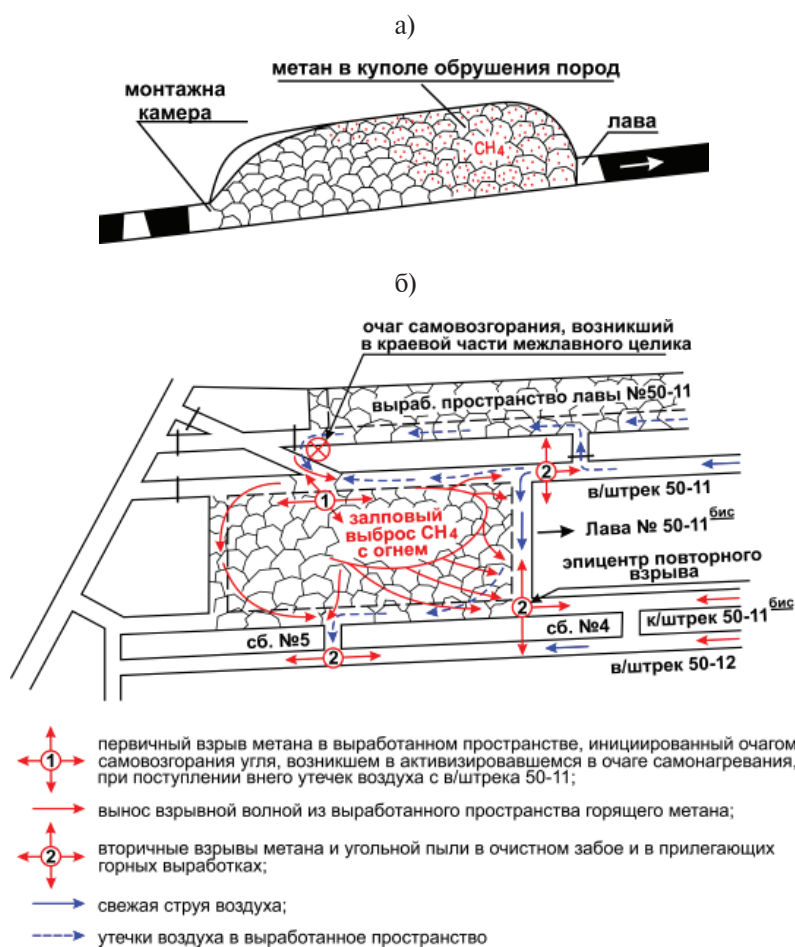 а)
метан в куполе обрушения пород
монтажна
камера
лава
CH4
б)
очаг самовозгорания, возникший
в краевой части межлавного целика
выраб. пространство лавы №50-11
2
в/штрек 50-11
1
залповый
выброс CH4
с огнем
Лава № 50-11бис
эпицентр повторного
взрыва
2
к/штрек 50-11бис
сб. №5
сб. №4
2
в/штрек 50-12
1
первичный взрыв метана в выработанном пространстве, инициированный очагом
самовозгорания угля, возникшем в активизировавшемся в очаге самонагревания,
при поступлении внего утечек воздуха с в/штрека 50-11;
вынос взрывной волной из выработанного пространства горящего метана;
2
вторичные взрывы метана и угольной пыли в очистном забое и в прилегающих
горных выработках;
свежая струя воздуха;
утечки воздуха в выработанное пространство